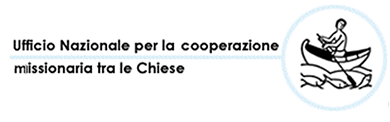 Ufficio Nazionale per la cooperazione
missionaria tra le Chiese